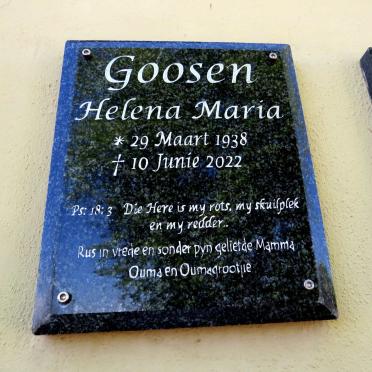 Goosen
Helena Maria
* 29 Maart 1938
† 10 Junie 2022
Ps: 18: 3 Die Here is my rots, my skuilplek
en my redder..
Rus in vrede en sonder pyn geliefde Mamma
Ouma en Oumagrootjie